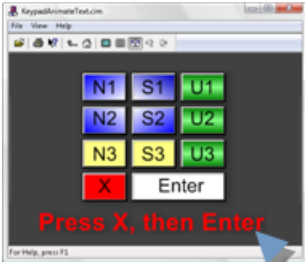 KeypadAnimateText.cim
File View Help
N1 S1 U1
N2 S2 U2
N3 S3 U3
X Enter
Press X, then Enter
For Help, press F1